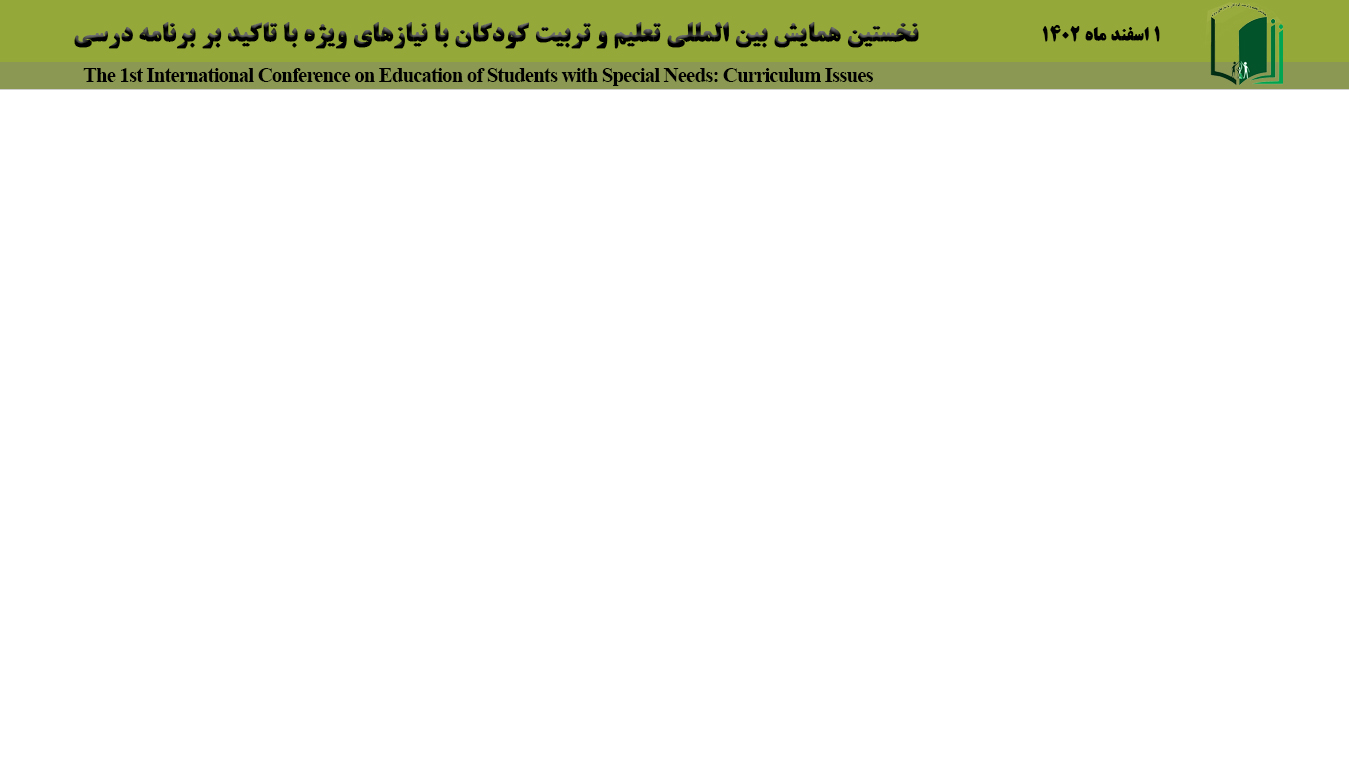 نخستین همایش بین المللی تعلیم و تربیت کودکان با نیازهای ویژه با تاکید بر برنامه درسی
۱ اسفند ماه ۱۴۰۲
The 1st International Conference on Education of Students with Special Needs: Curriculum Issues